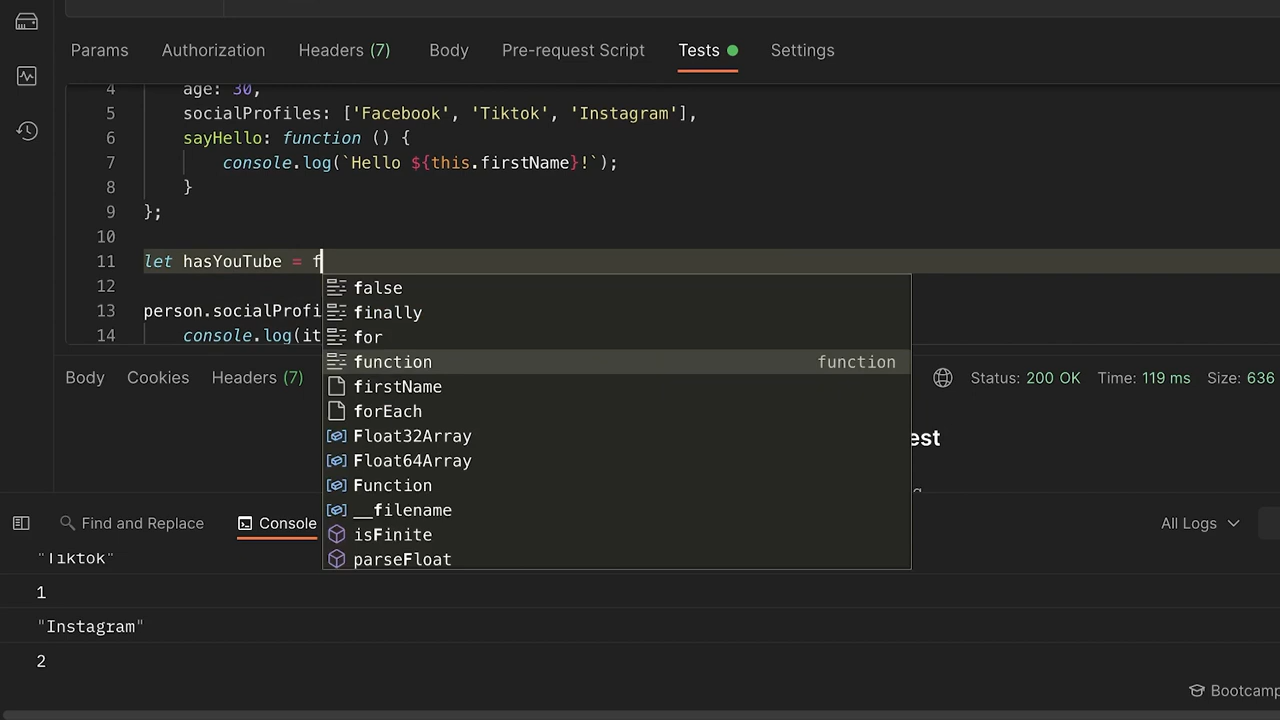 Params Authorization Headers (7) Body Pre-request Script Tests Settings
4 age: 30,
5 socialProfiles: ['Facebook', 'Tiktok', 'Instagram'],
6 sayHello: function () {
7 console.log(`Hello ${this.firstName}!`);
8 }
9 };
10
11 let hasYouTube = f
12 false
finally
13 person.socialProfi
for
14 console.log(it
function function
Body Cookies Headers (7) Status: 200 OK Time: 119 ms Size: 636
firstName
forEach
Float32Array est
Float64Array
Function
__filename
Find and Replace Console All Logs
isFinite
parseFloat
"Tiktok"
1
"Instagram"
2
Bootcamp